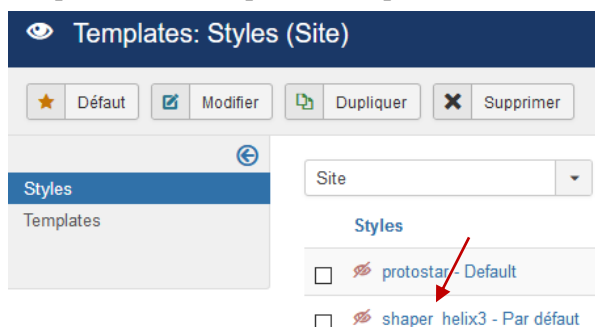 Templates: Styles (Site)
Défaut Modifier Dupliquer Supprimer
Site
Styles
Templates
Styles
protostar - Default
shaper_helix3 - Par défaut